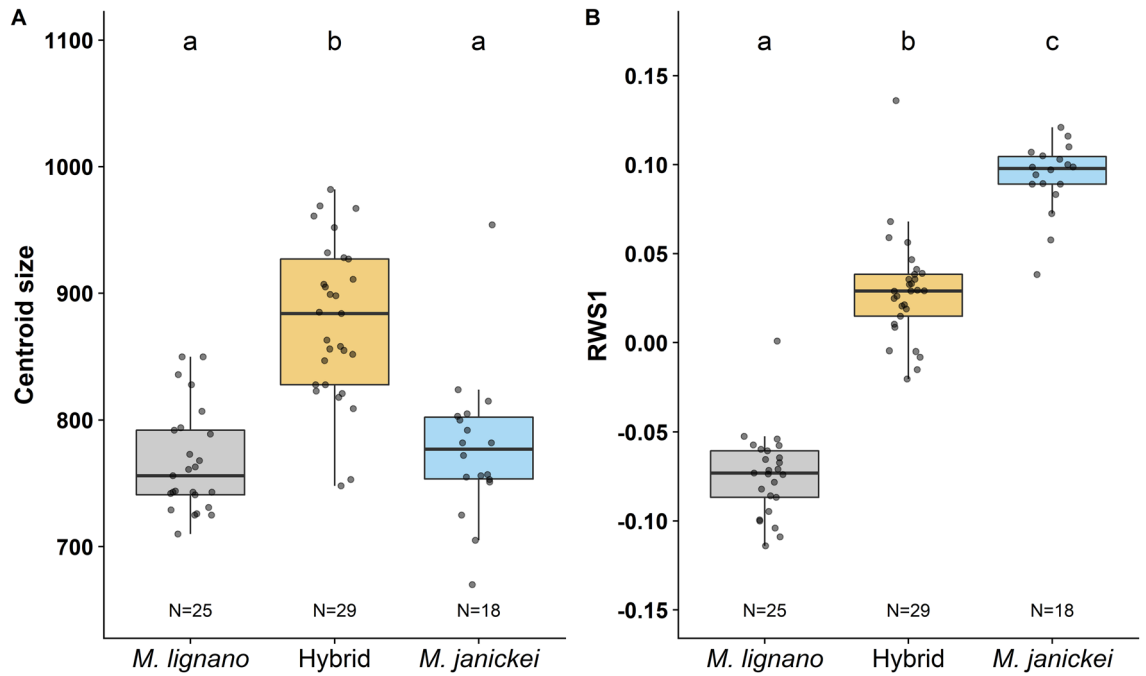 A
1100
1000
900
800
700
Centroid size
a
b
a
N=25
N=29
N=18
M. lignano
Hybrid
M. janickei
B
0.15
0.10
0.05
0.00
-0.05
-0.10
-0.15
RWS1
a
b
c
N=25
N=29
N=18
M. lignano
Hybrid
M. janickei